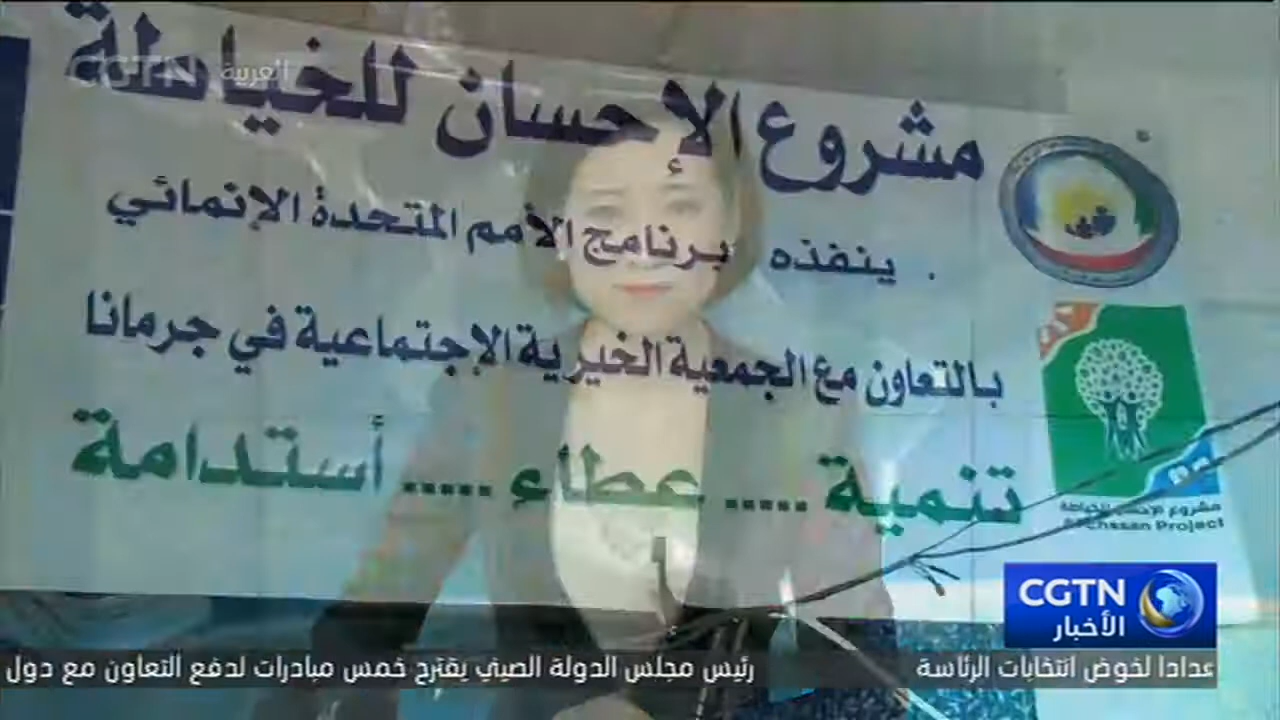 CGTN العربية
مشروع الإحسان للخياطة
ينفذه برنامج الأمم المتحدة الإنمائي
بالتعاون مع الجمعية الخيرية الإجتماعية في جرمانا
تنمية ..... عطاء ..... أستدامة
مشروع الإحسان للخياطة
Project
CGTN
الأخبار
عدادا لخوض انتخابات الرئاسة
رئيس مجلس الدولة الصيني يقترح خمس مبادرات لدفع التعاون مع دول